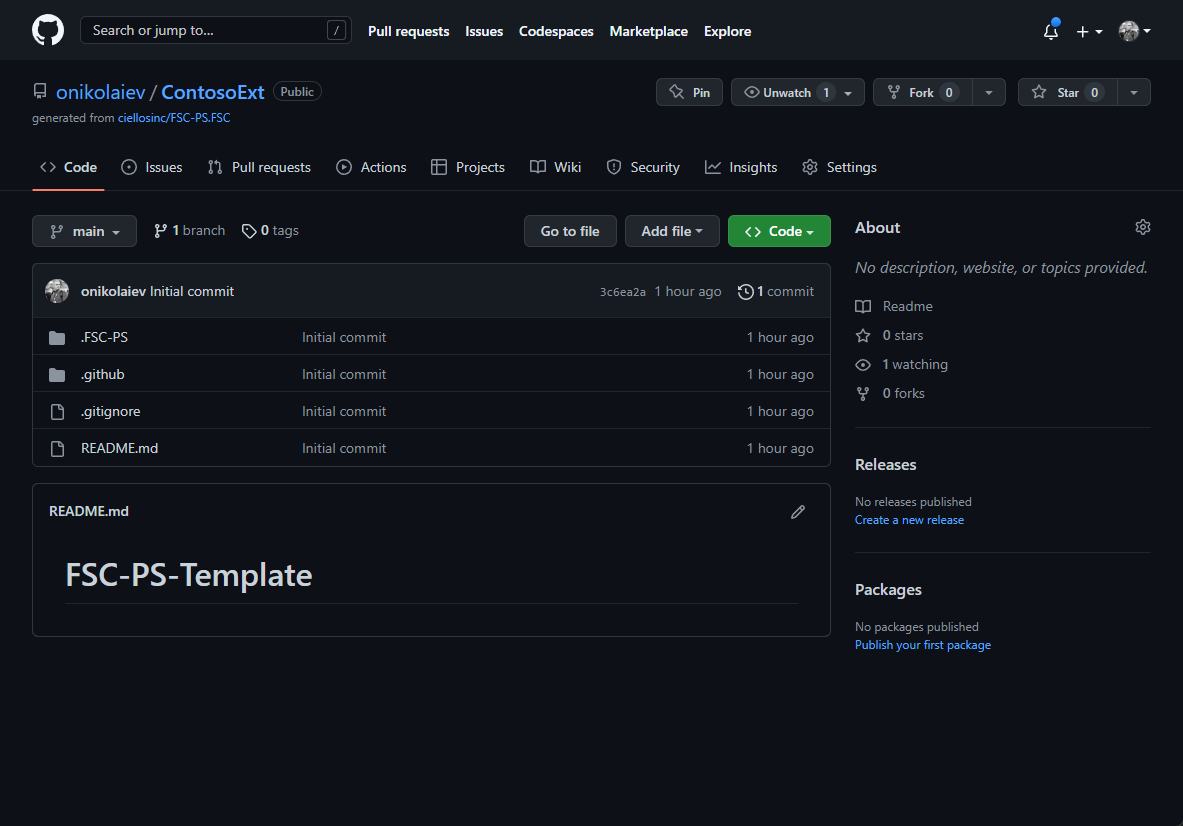 Search or jump to... /
Pull requests Issues Codespaces Marketplace Explore
onikolaiev / ContosoExt Public
Pin Unwatch 1 Fork 0 Star 0
generated from ciellosinc/FSC-PS.FSC
Code Issues Pull requests Actions Projects Wiki Security Insights Settings
main 1 branch 0 tags Go to file Add file Code
onikolaiev Initial commit 3c6ea2a 1 hour ago 1 commit
.FSC-PS Initial commit 1 hour ago
.github Initial commit 1 hour ago
.gitignore Initial commit 1 hour ago
README.md Initial commit 1 hour ago
README.md
FSC-PS-Template
About
No description, website, or topics provided.
Readme
0 stars
1 watching
0 forks
Releases
No releases published
Create a new release
Packages
No packages published
Publish your first package